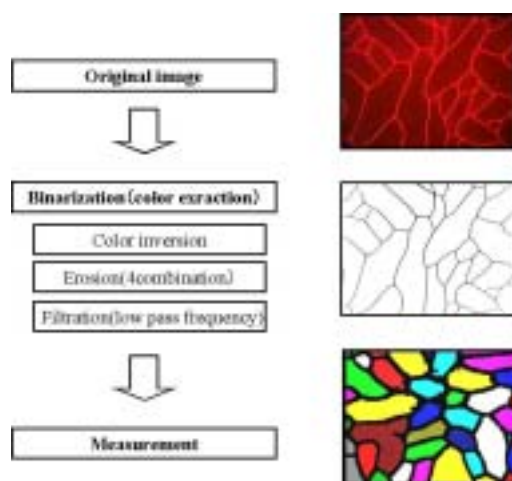 Original image
Binarization(color exraction)
Color inversion
Erosion(4combination)
Filtration(low pass frequency)
Measurement